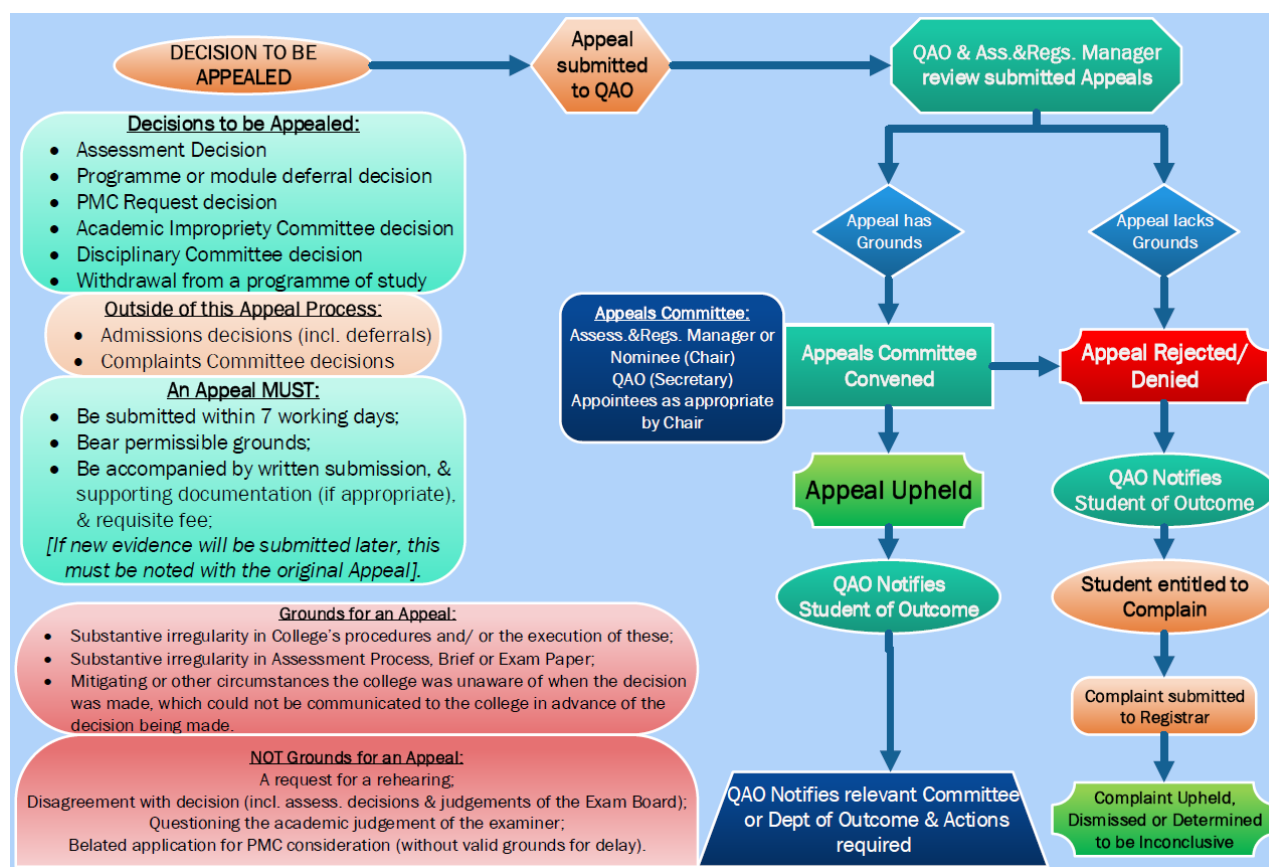 DECISION TO BE
APPEALED
Appeal
submitted
to QAO
QAO & Ass.&Regs. Manager
review submitted Appeals
Decisions to be Appealed:
• Assessment Decision
• Programme or module deferral decision
• PMC Request decision
• Academic Impropriety Committee decision
• Disciplinary Committee decision
• Withdrawal from a programme of study
Outside of this Appeal Process:
• Admissions decisions (incl. deferrals)
• Complaints Committee decisions
An Appeal MUST:
• Be submitted within 7 working days;
• Bear permissible grounds;
• Be accompanied by written submission, &
supporting documentation (if appropriate),
& requisite fee;
[If new evidence will be submitted later, this
must be noted with the original Appeal].
Grounds for an Appeal:
• Substantive irregularity in College's procedures and/ or the execution of these;
• Substantive irregularity in Assessment Process, Brief or Exam Paper;
• Mitigating or other circumstances the college was unaware of when the decision
was made, which could not be communicated to the college in advance of the
decision being made.
NOT Grounds for an Appeal:
A request for a rehearing;
Disagreement with decision (incl. assess. decisions & judgements of the Exam Board);
Questioning the academic judgement of the examiner;
Belated application for PMC consideration (without valid grounds for delay).
Appeal has
Grounds
Appeal lacks
Grounds
Appeals Committee:
Assess.&Regs. Manager or
Nominee (Chair)
QAO (Secretary)
Appointees as appropriate
by Chair
Appeals Committee
Convened
Appeal Rejected/
Denied
Appeal Upheld
QAO Notifies
Student of Outcome
QAO Notifies
Student of Outcome
Student entitled to
Complain
Complaint submitted
to Registrar
QAO Notifies relevant Committee
or Dept of Outcome & Actions
required
Complaint Upheld,
Dismissed or Determined
to be Inconclusive